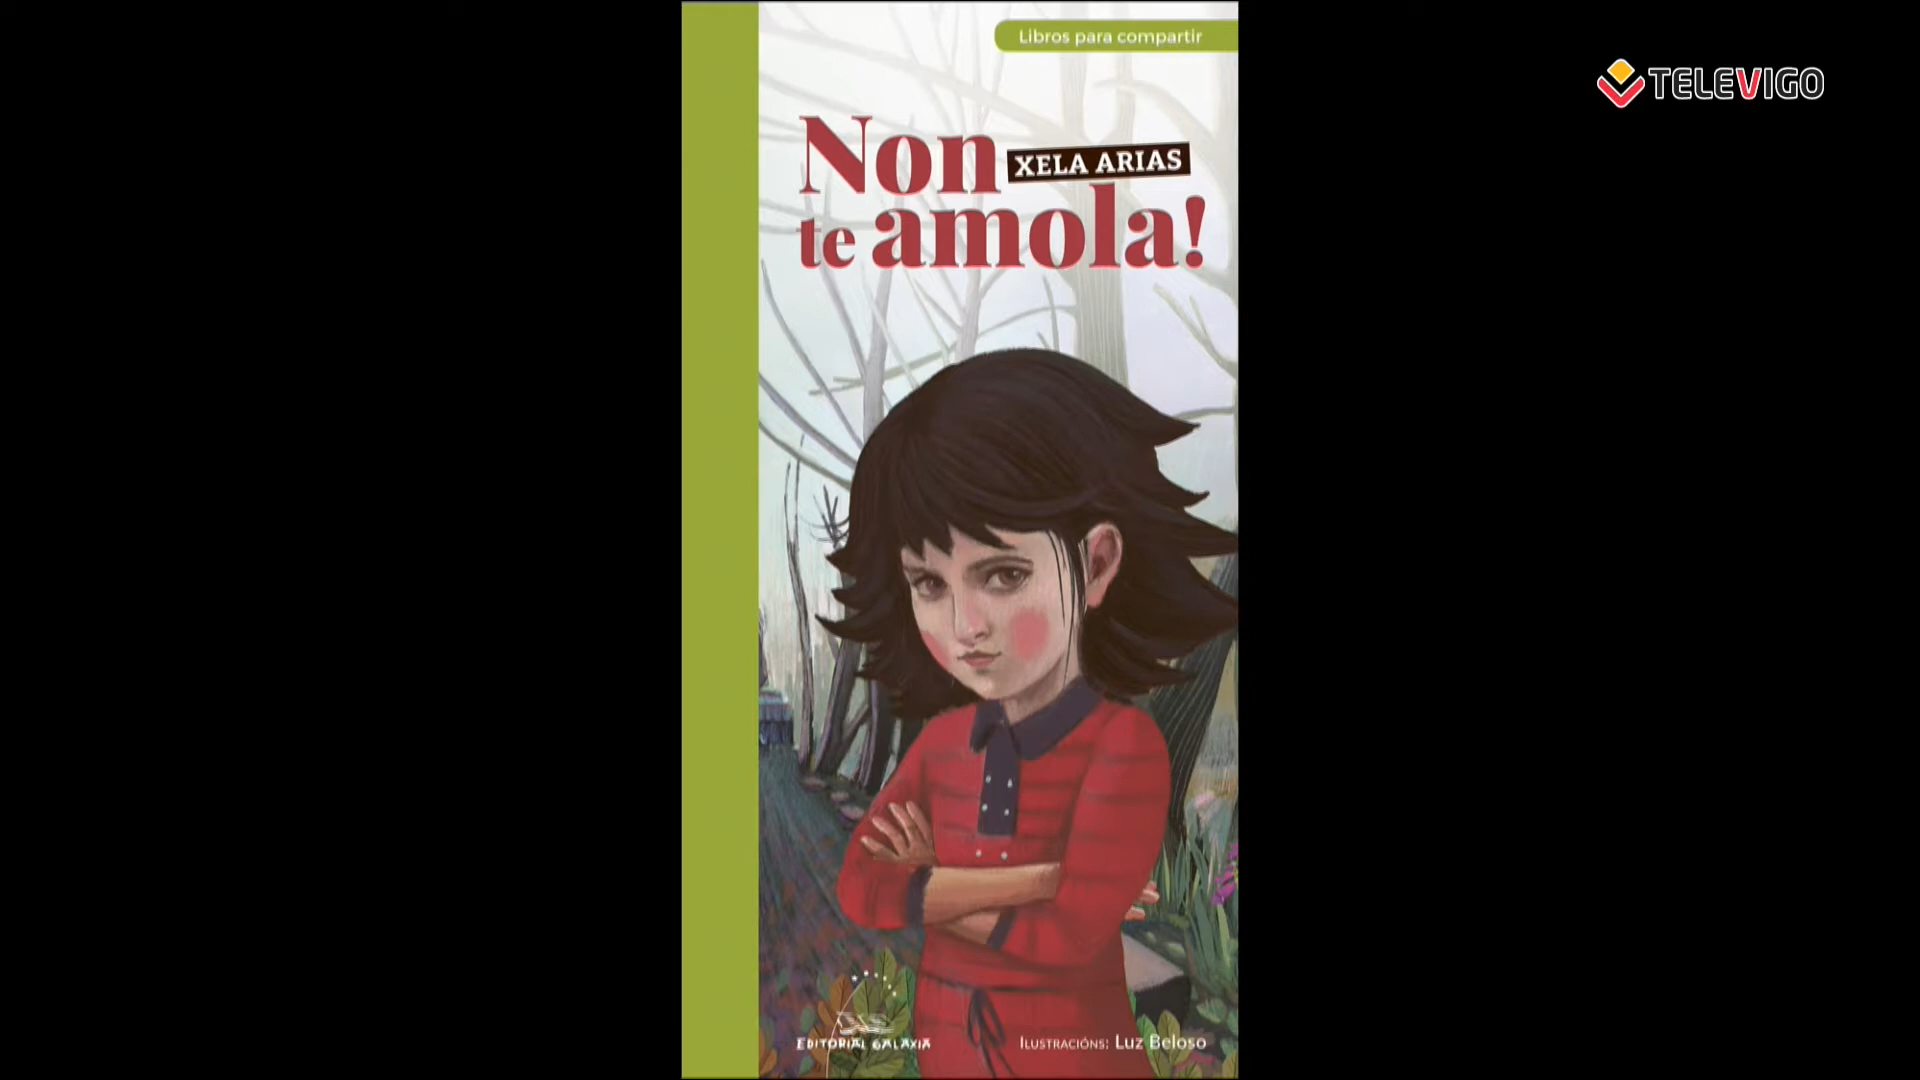 Libros para compartir
TELEVIGO
Non
XELA ARIAS
te amola!
EDITORIAL GALAXIA
ILUSTRACIÓNS: Luz Beloso